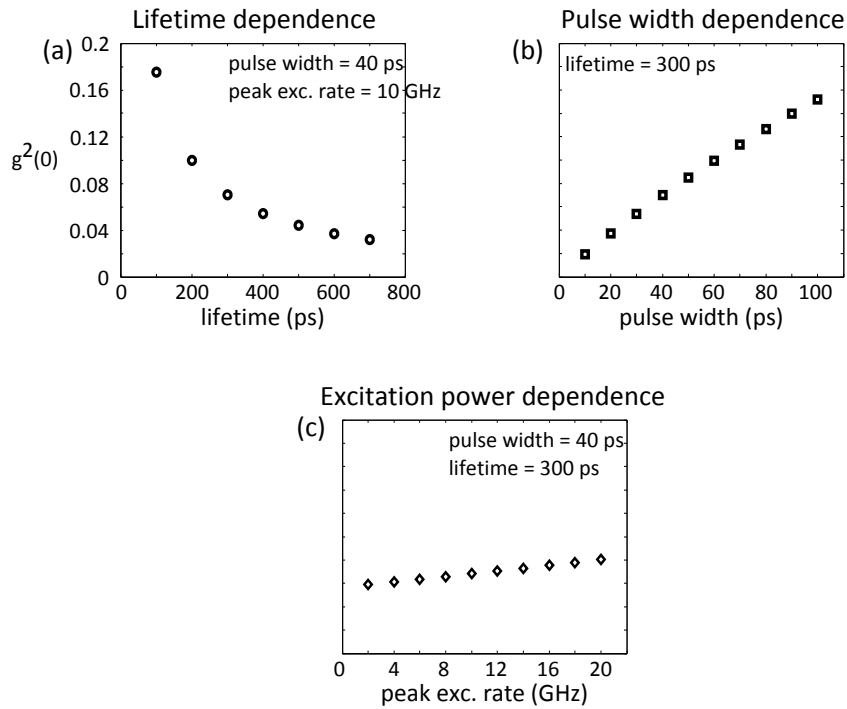 Lifetime dependence
(a)
pulse width = 40 ps
peak exc. rate = 10 GHz
g²(0)
0.2
0.16
0.12
0.08
0.04
0
0 200 400 600 800
lifetime (ps)
Pulse width dependence
(b)
lifetime = 300 ps
0 20 40 60 80 100
pulse width (ps)
Excitation power dependence
(c)
pulse width = 40 ps
lifetime = 300 ps
0 4 8 12 16 20
peak exc. rate (GHz)